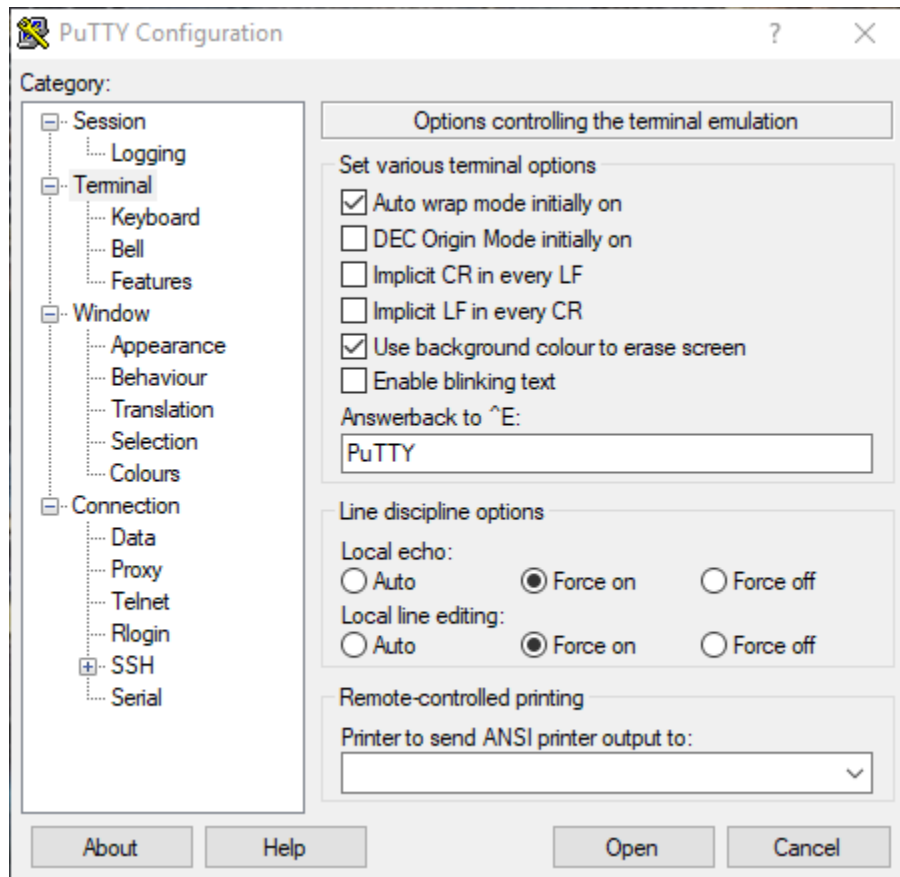 PuTTY Configuration
Category:
Session
Logging
Terminal
Keyboard
Bell
Features
Window
Appearance
Behaviour
Translation
Selection
Colours
Connection
Data
Proxy
Telnet
Rlogin
SSH
Serial
Options controlling the terminal emulation
Set various terminal options
Auto wrap mode initially on
DEC Origin Mode initially on
Implicit CR in every LF
Implicit LF in every CR
Use background colour to erase screen
Enable blinking text
Answerback to ^E:
PuTTY
Line discipline options
Local echo:
Auto Force on Force off
Local line editing:
Auto Force on Force off
Remote-controlled printing
Printer to send ANSI printer output to:
About Help Open Cancel